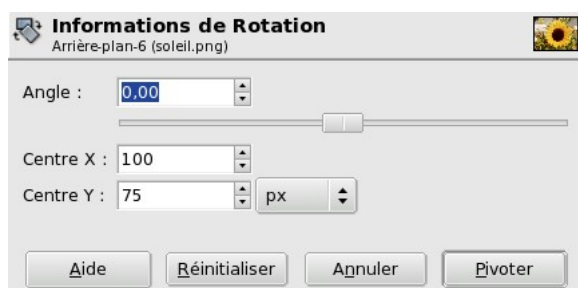 Informations de Rotation
Arrière-plan-6 (soleil.png)
Angle : 0,00
Centre X : 100
Centre Y : 75 px
Aide Réinitialiser Annuler Pivoter